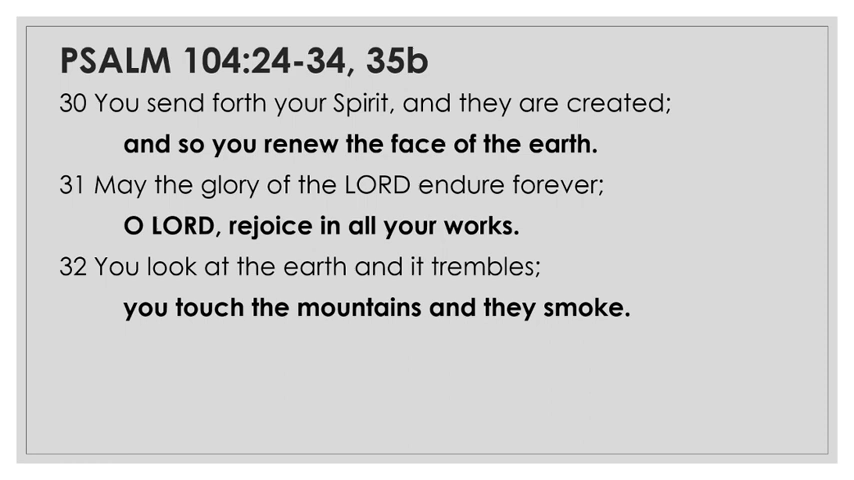 PSALM 104:24-34, 35b
30 You send forth your Spirit, and they are created;
and so you renew the face of the earth.
31 May the glory of the LORD endure forever;
O LORD, rejoice in all your works.
32 You look at the earth and it trembles;
you touch the mountains and they smoke.